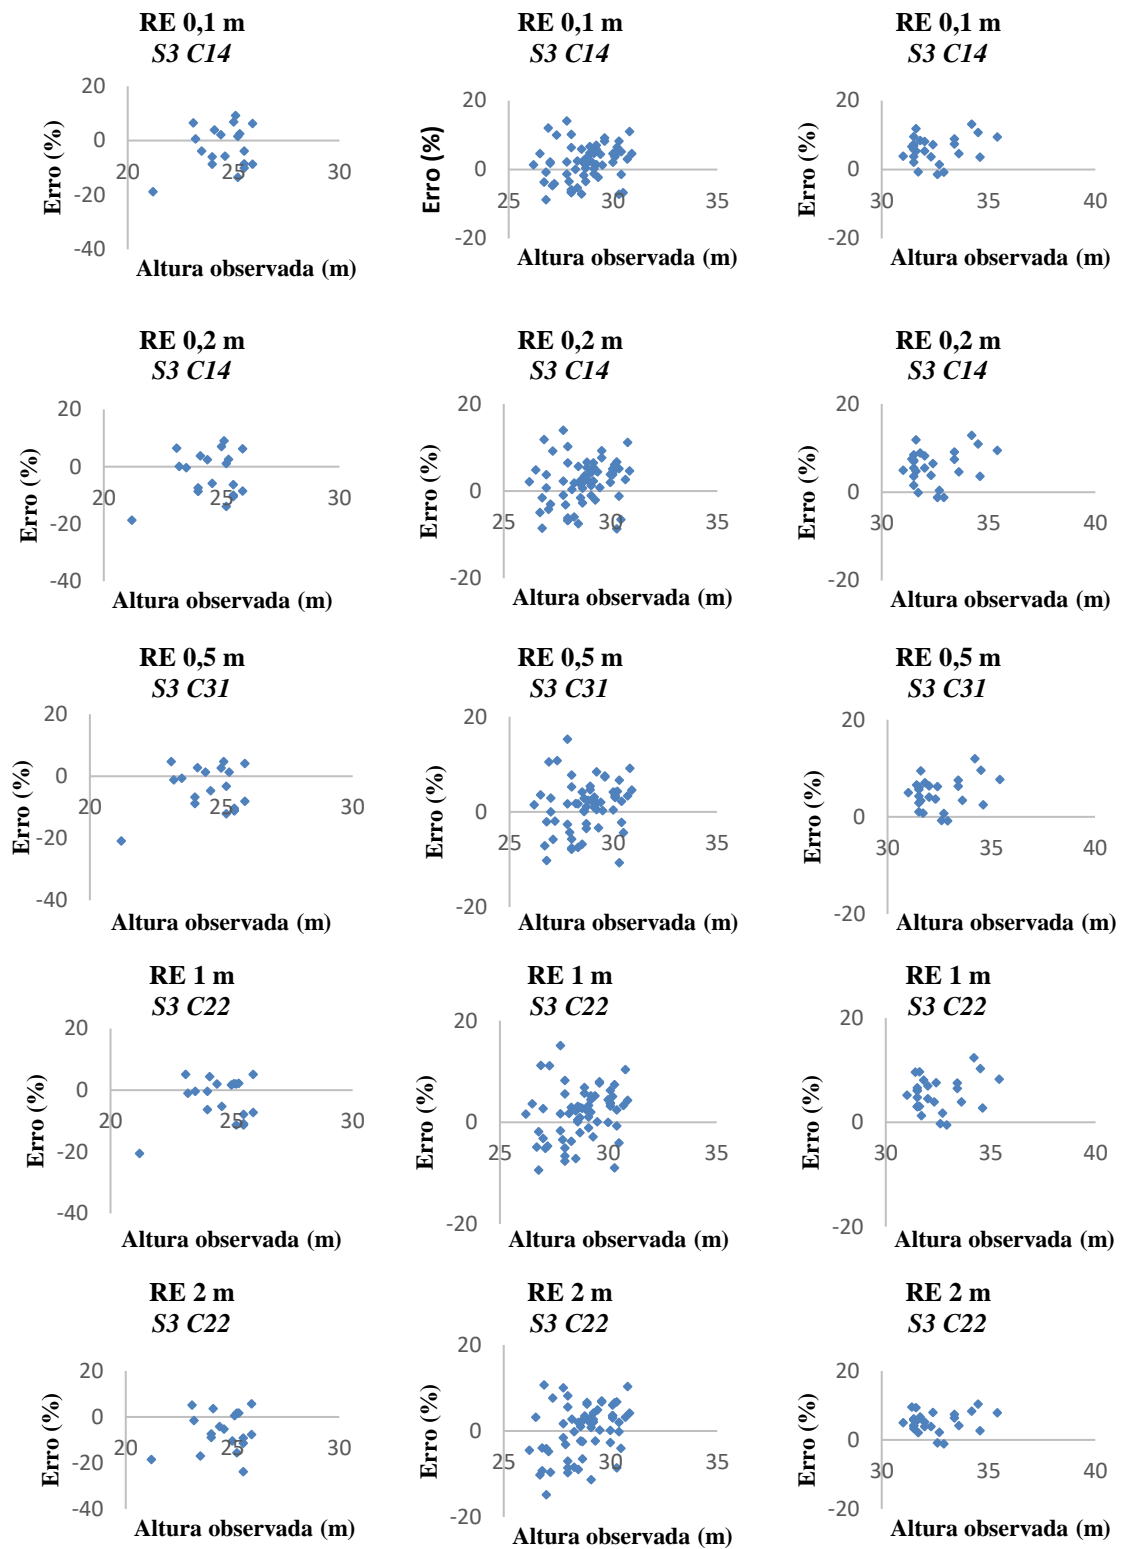 RE 0,1 m
S3 C14
20
0
-20
-40
20
25
30
Erro (%)
Altura observada (m)
RE 0,1 m
S3 C14
20
0
-20
25
30
35
Erro (%)
Altura observada (m)
RE 0,1 m
S3 C14
20
0
-20
30
35
40
Erro (%)
Altura observada (m)
RE 0,2 m
S3 C14
20
0
-20
-40
20
25
30
Erro (%)
Altura observada (m)
RE 0,2 m
S3 C14
20
0
-20
25
30
35
Erro (%)
Altura observada (m)
RE 0,2 m
S3 C14
20
0
-20
30
35
40
Erro (%)
Altura observada (m)
RE 0,5 m
S3 C31
20
0
-20
-40
20
25
30
Erro (%)
Altura observada (m)
RE 0,5 m
S3 C31
20
0
-20
25
30
35
Erro (%)
Altura observada (m)
RE 0,5 m
S3 C31
20
0
-20
30
35
40
Erro (%)
Altura observada (m)
RE 1 m
S3 C22
20
0
-20
-40
20
25
30
Erro (%)
Altura observada (m)
RE 1 m
S3 C22
20
0
-20
25
30
35
Erro (%)
Altura observada (m)
RE 1 m
S3 C22
20
0
-20
30
35
40
Erro (%)
Altura observada (m)
RE 2 m
S3 C22
20
0
-20
-40
20
25
30
Erro (%)
Altura observada (m)
RE 2 m
S3 C22
20
0
-20
25
30
35
Erro (%)
Altura observada (m)
RE 2 m
S3 C22
20
0
-20
30
35
40
Erro (%)
Altura observada (m)